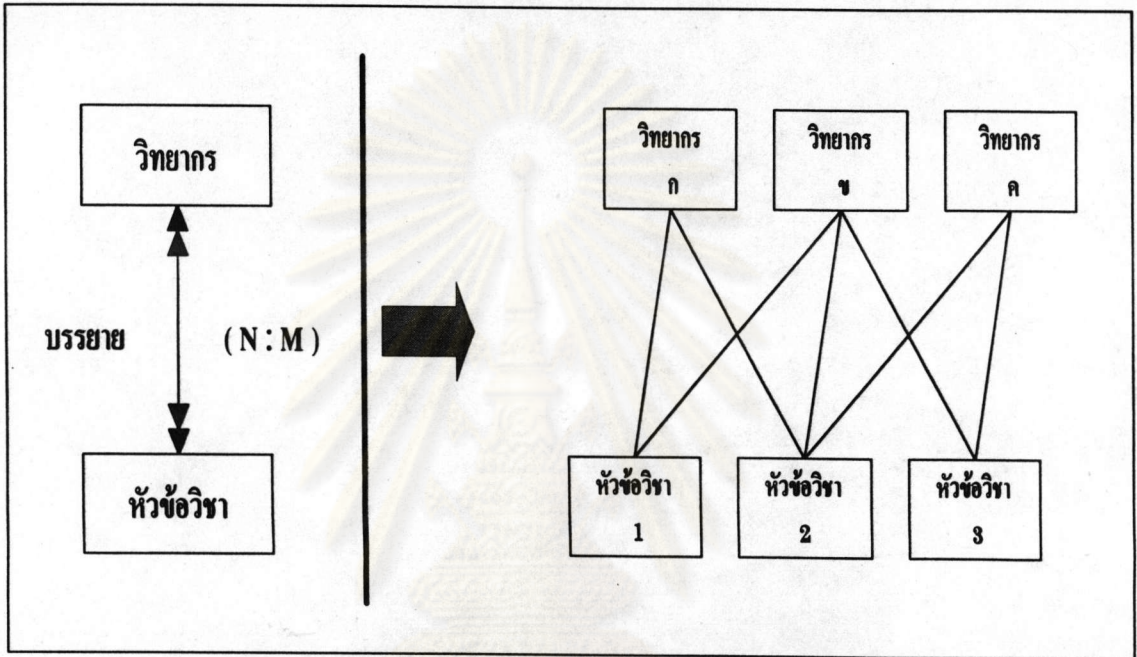 วิทยากร
บรรยาย
(N:M)
หัวข้อวิชา
วิทยากร
ก
วิทยากร
ข
วิทยากร
ค
หัวข้อวิชา
1
หัวข้อวิชา
2
หัวข้อวิชา
3